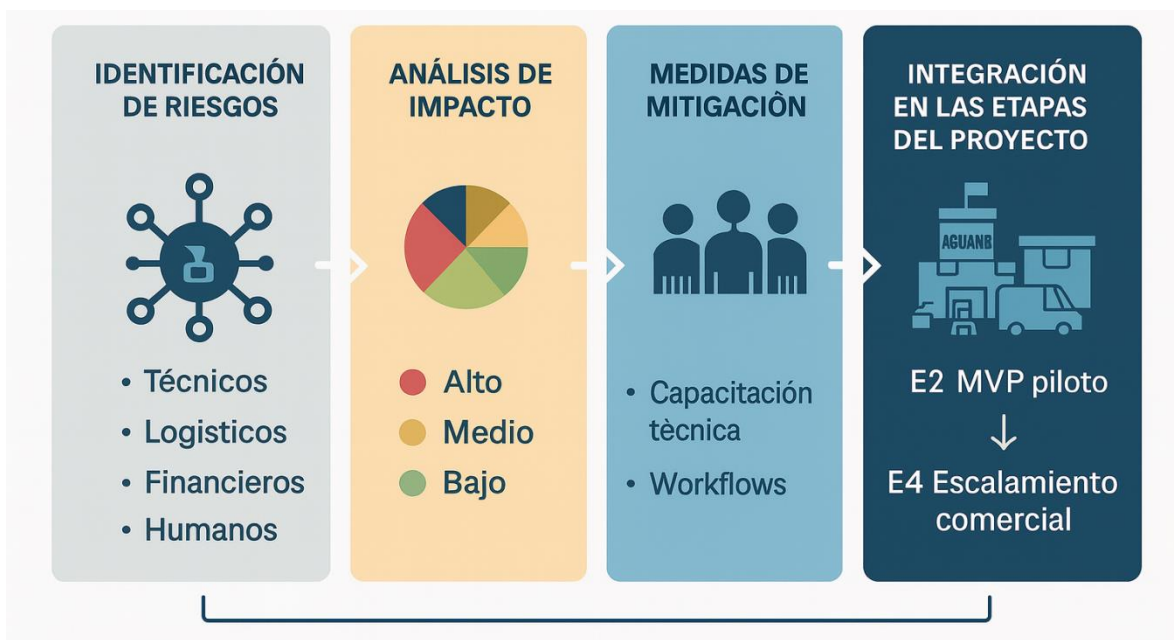 IDENTIFICACIÓN
DE RIESGOS
• Técnicos
• Logisticos
• Financieros
• Humanos
ANÁLISIS DE
IMPACTO
Alto
Medio
Bajo
MEDIDAS DE
MITIGACIÔN
• Capacitación
tècnica
• Workflows
INTEGRACIÓN
EN LAS ETAPAS
DEL PROYECTO
AGUANB
E2 MVP piloto
↓
E4 Escalamiento
comercial